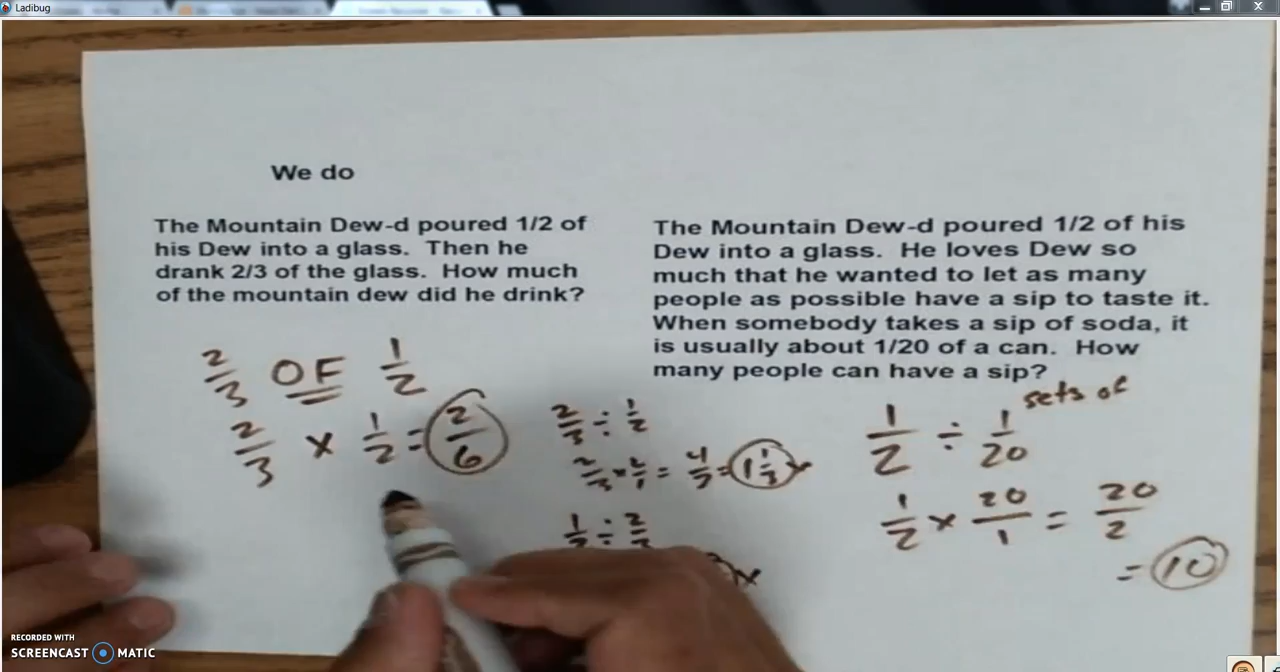 Ladibug
We do
The Mountain Dew-d poured 1/2 of
his Dew into a glass. Then he
drank 2/3 of the glass. How much
of the mountain dew did he drink?
2/3 OF 1/2
2/3 x 1/2 = 2/6
2/3 ÷ 1/2
2/3 x 2/1 = 4/3 = 1 1/3 x
1/2 ÷ 2/3
x
The Mountain Dew-d poured 1/2 of his
Dew into a glass. He loves Dew so
much that he wanted to let as many
people as possible have a sip to taste it.
When somebody takes a sip of soda, it
is usually about 1/20 of a can. How
many people can have a sip?
sets of
1/2 ÷ 1/20
1/2 x 20/1 = 20/2
= 10
RECORDED WITH
SCREENCAST MATIC